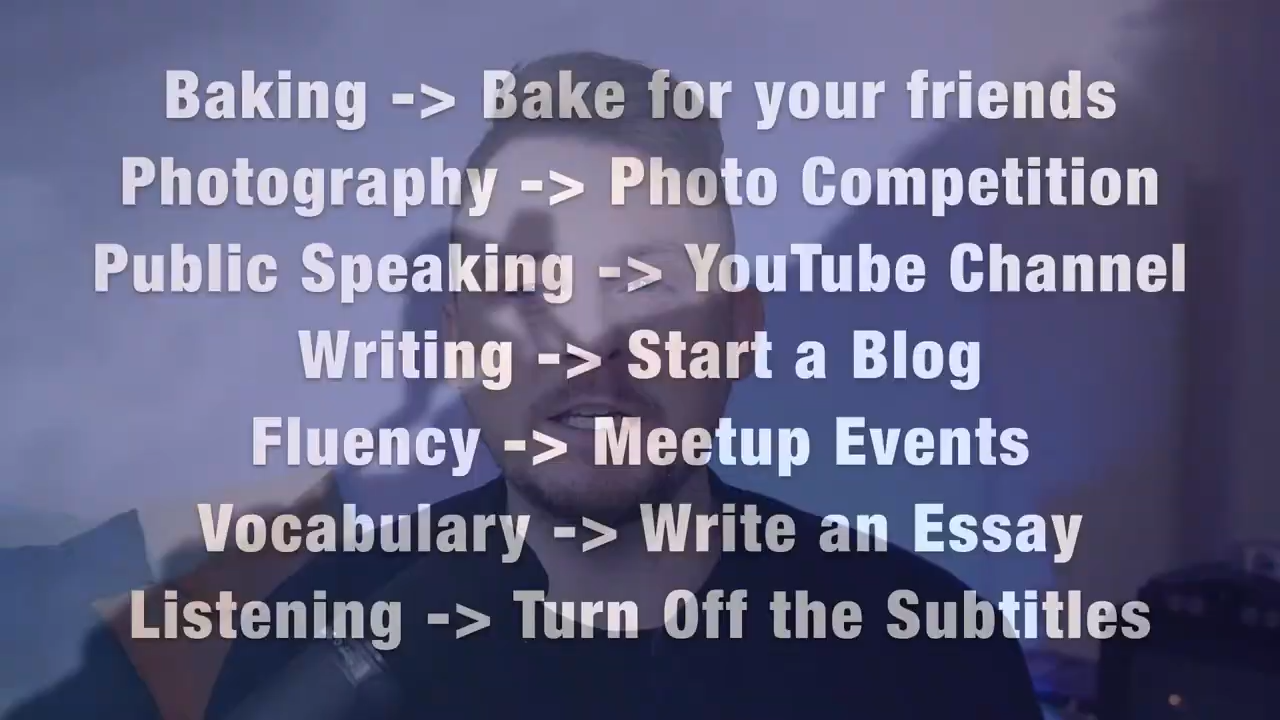 Baking -> Bake for your friends
Photography -> Photo Competition
Public Speaking -> YouTube Channel
Writing -> Start a Blog
Fluency -> Meetup Events
Vocabulary -> Write an Essay
Listening -> Turn Off the Subtitles